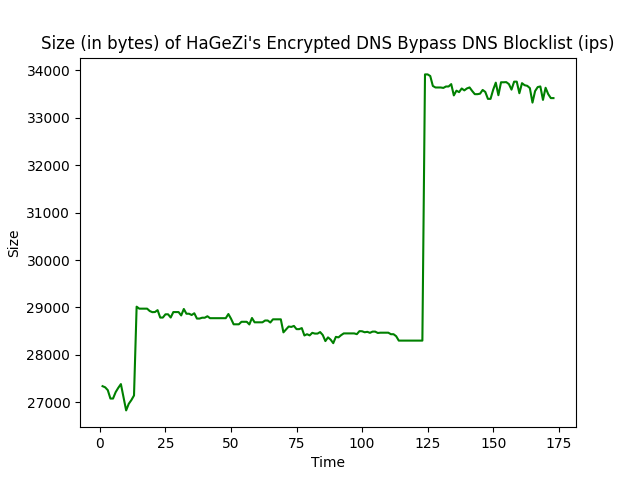 Size (in bytes) of HaGeZi's Encrypted DNS Bypass DNS Blocklist (ips)
34000
33000
32000
31000
30000
29000
28000
27000
Size
0 25 50 75 100 125 150 175
Time